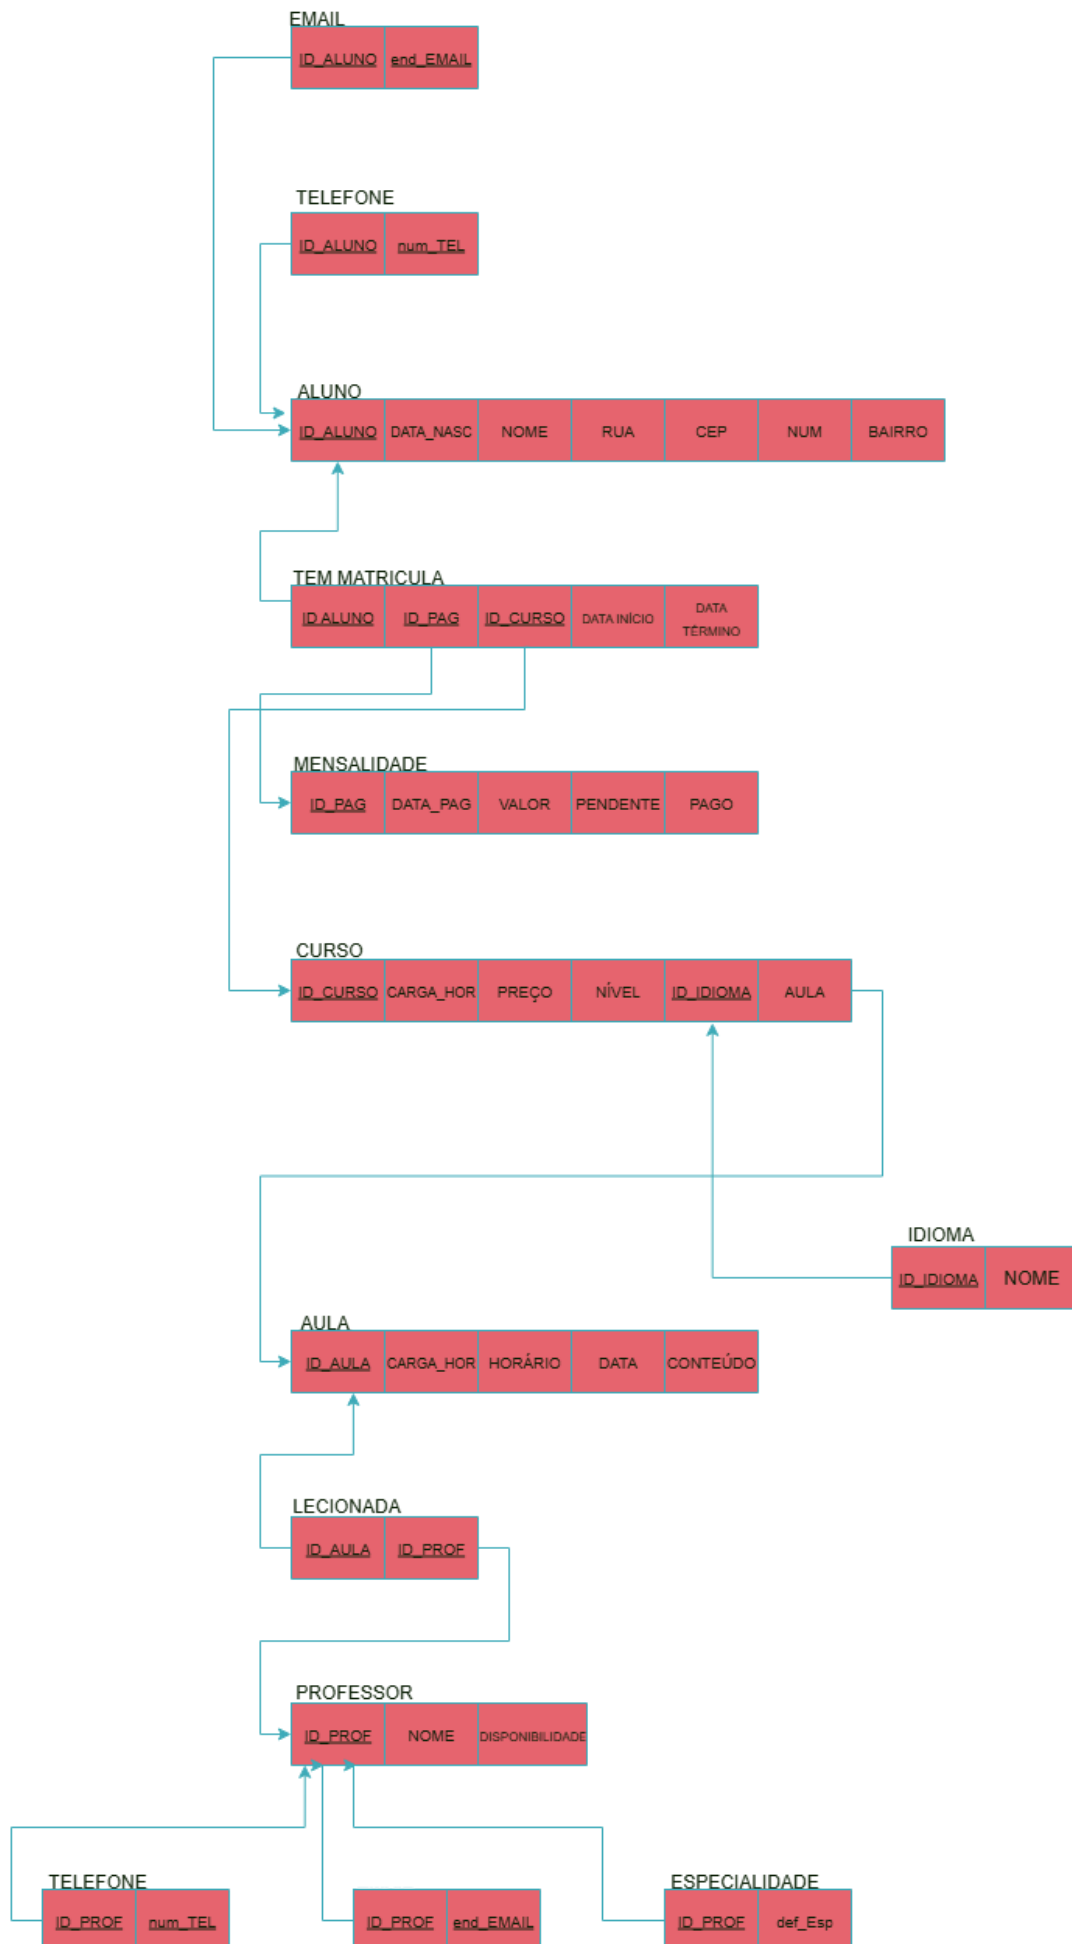 EMAIL
ID_ALUNO end_EMAIL
TELEFONE
ID_ALUNO num_TEL
ALUNO
ID_ALUNO DATA_NASC NOME RUA CEP NUM BAIRRO
TEM MATRICULA
ID ALUNO ID_PAG ID_CURSO DATA INÍCIO DATA
TÉRMINO
MENSALIDADE
ID_PAG DATA_PAG VALOR PENDENTE PAGO
CURSO
ID_CURSO CARGA_HOR PREÇO NÍVEL ID_IDIOMA AULA
IDIOMA
ID_IDIOMA NOME
AULA
ID_AULA CARGA_HOR HORÁRIO DATA CONTEÚDO
LECIONADA
ID_AULA ID_PROF
PROFESSOR
ID_PROF NOME DISPONIBILIDADE
TELEFONE
ID_PROF num_TEL
ID_PROF end_EMAIL
ESPECIALIDADE
ID_PROF def_Esp